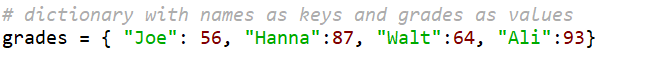 # dictionary with names as keys and grades as values
grades = { "Joe": 56, "Hanna":87, "Walt":64, "Ali":93}